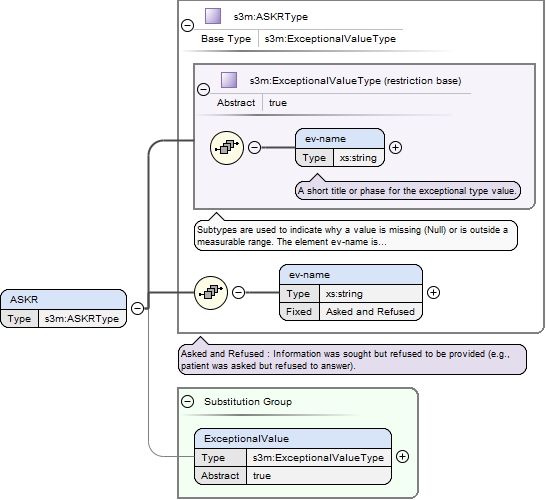 s3m:ASKRType
Base Type s3m:ExceptionalValueType
s3m:ExceptionalValueType (restriction base)
Abstract true
ev-name
Type xs:string
A short title or phase for the exceptional type value.
Subtypes are used to indicate why a value is missing (Null) or is outside a
measurable range. The element ev-name is...
ev-name
Type xs:string
Fixed Asked and Refused
ASKR
Type s3m:ASKRType
Asked and Refused : Information was sought but refused to be provided (e.g.,
patient was asked but refused to answer).
Substitution Group
ExceptionalValue
Type s3m:ExceptionalValueType
Abstract true